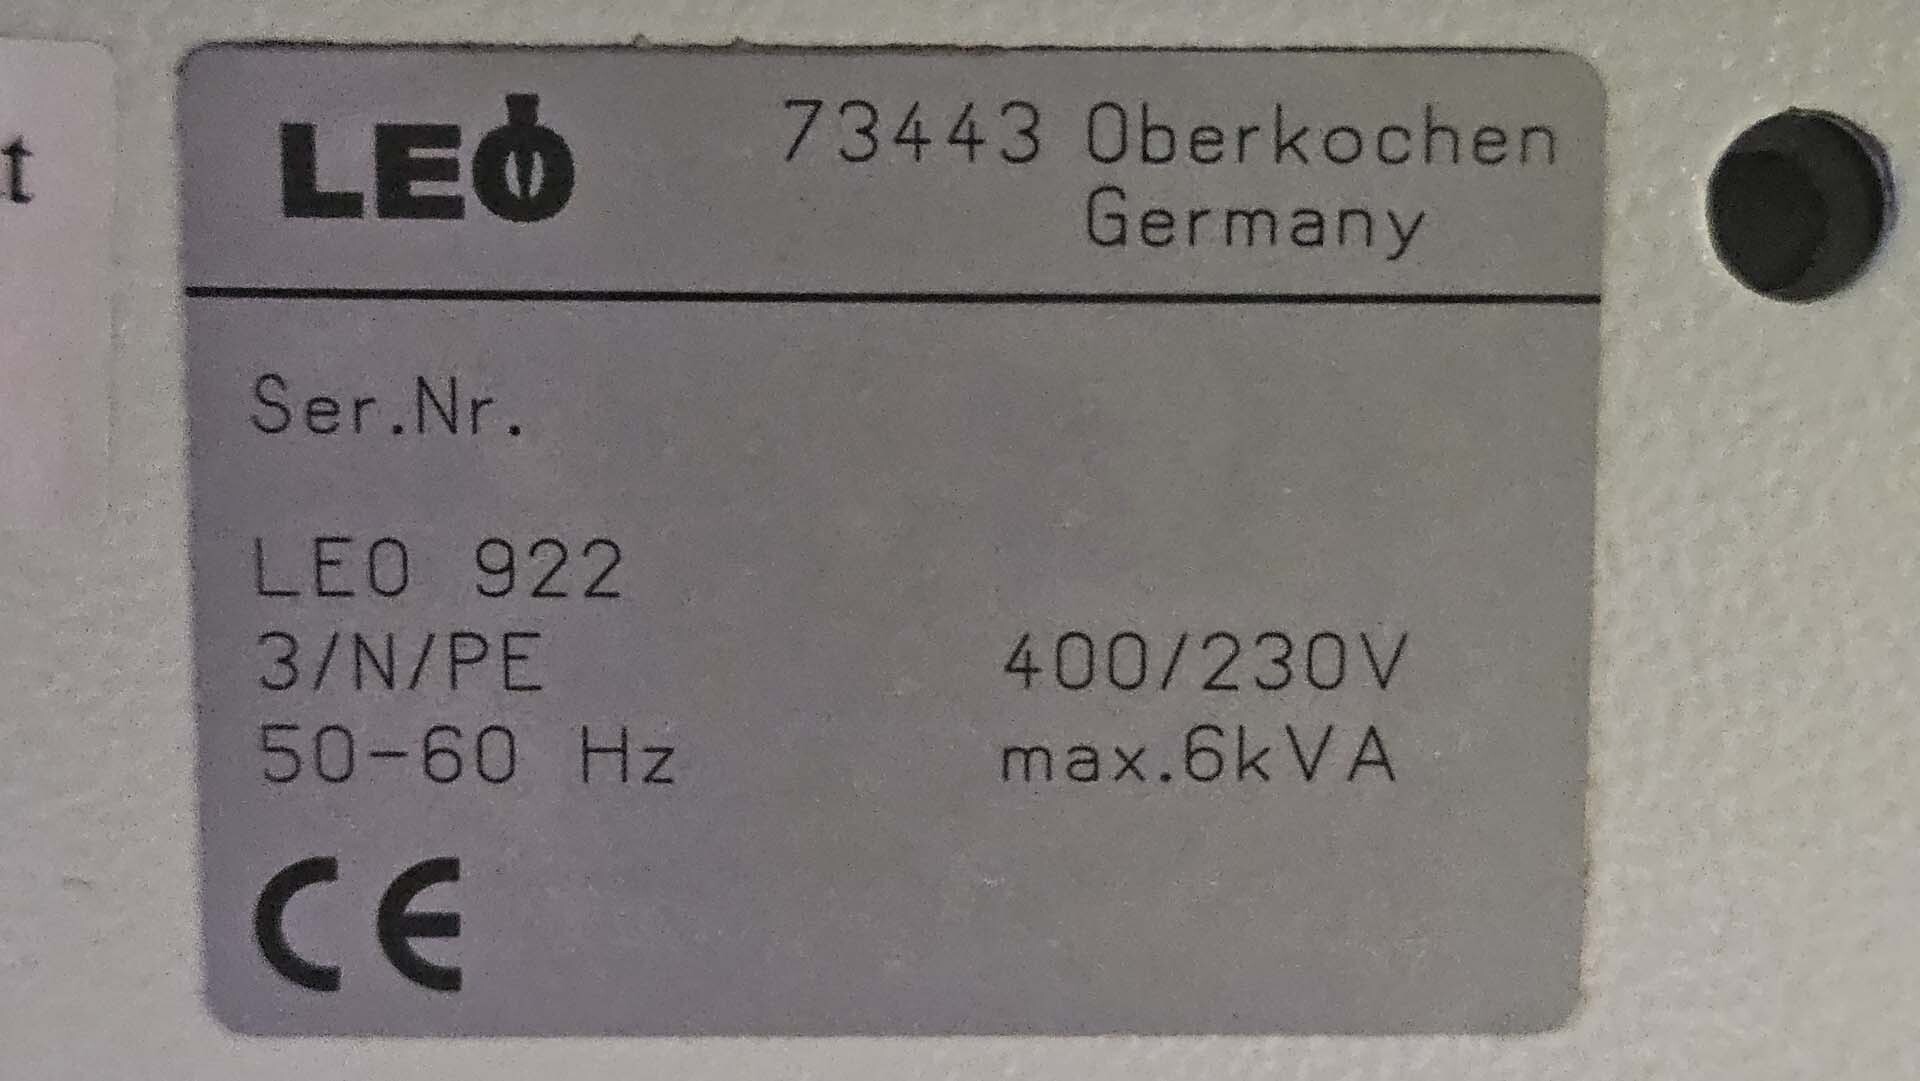 t
LEO 73443 Oberkochen
Germany
Ser.Nr.
LEO 922
3/N/PE 400/230V
50-60 Hz max.6kVA
CE